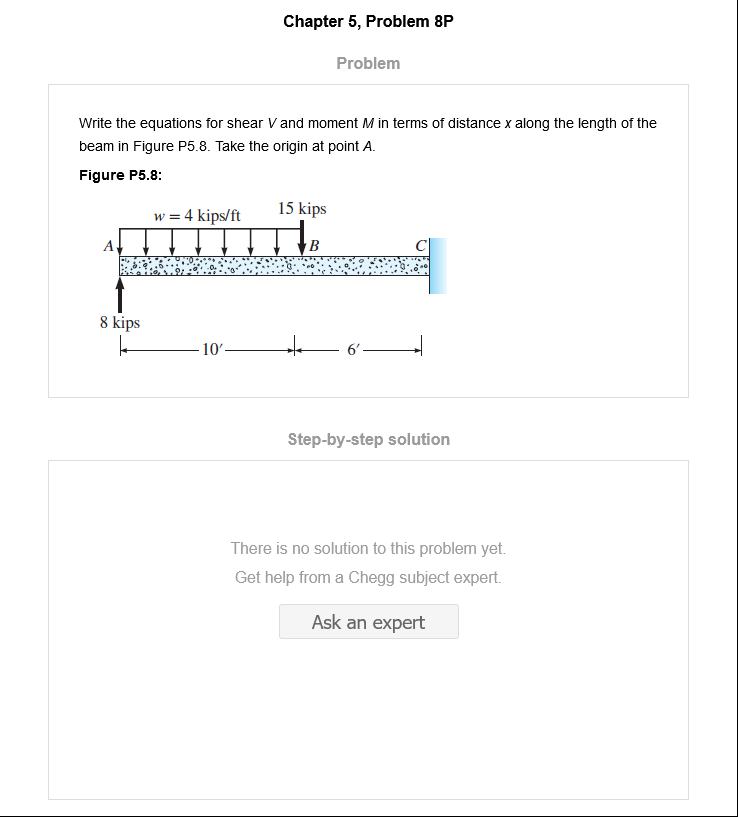 Chapter 5, Problem 8P
Problem
Write the equations for shear V and moment M in terms of distance x along the length of the
beam in Figure P5.8. Take the origin at point A.
Figure P5.8:
15 kips
w = 4 kips/ft
A
B
C
8 kips
10′
6′
Step-by-step solution
There is no solution to this problem yet.
Get help from a Chegg subject expert.
Ask an expert